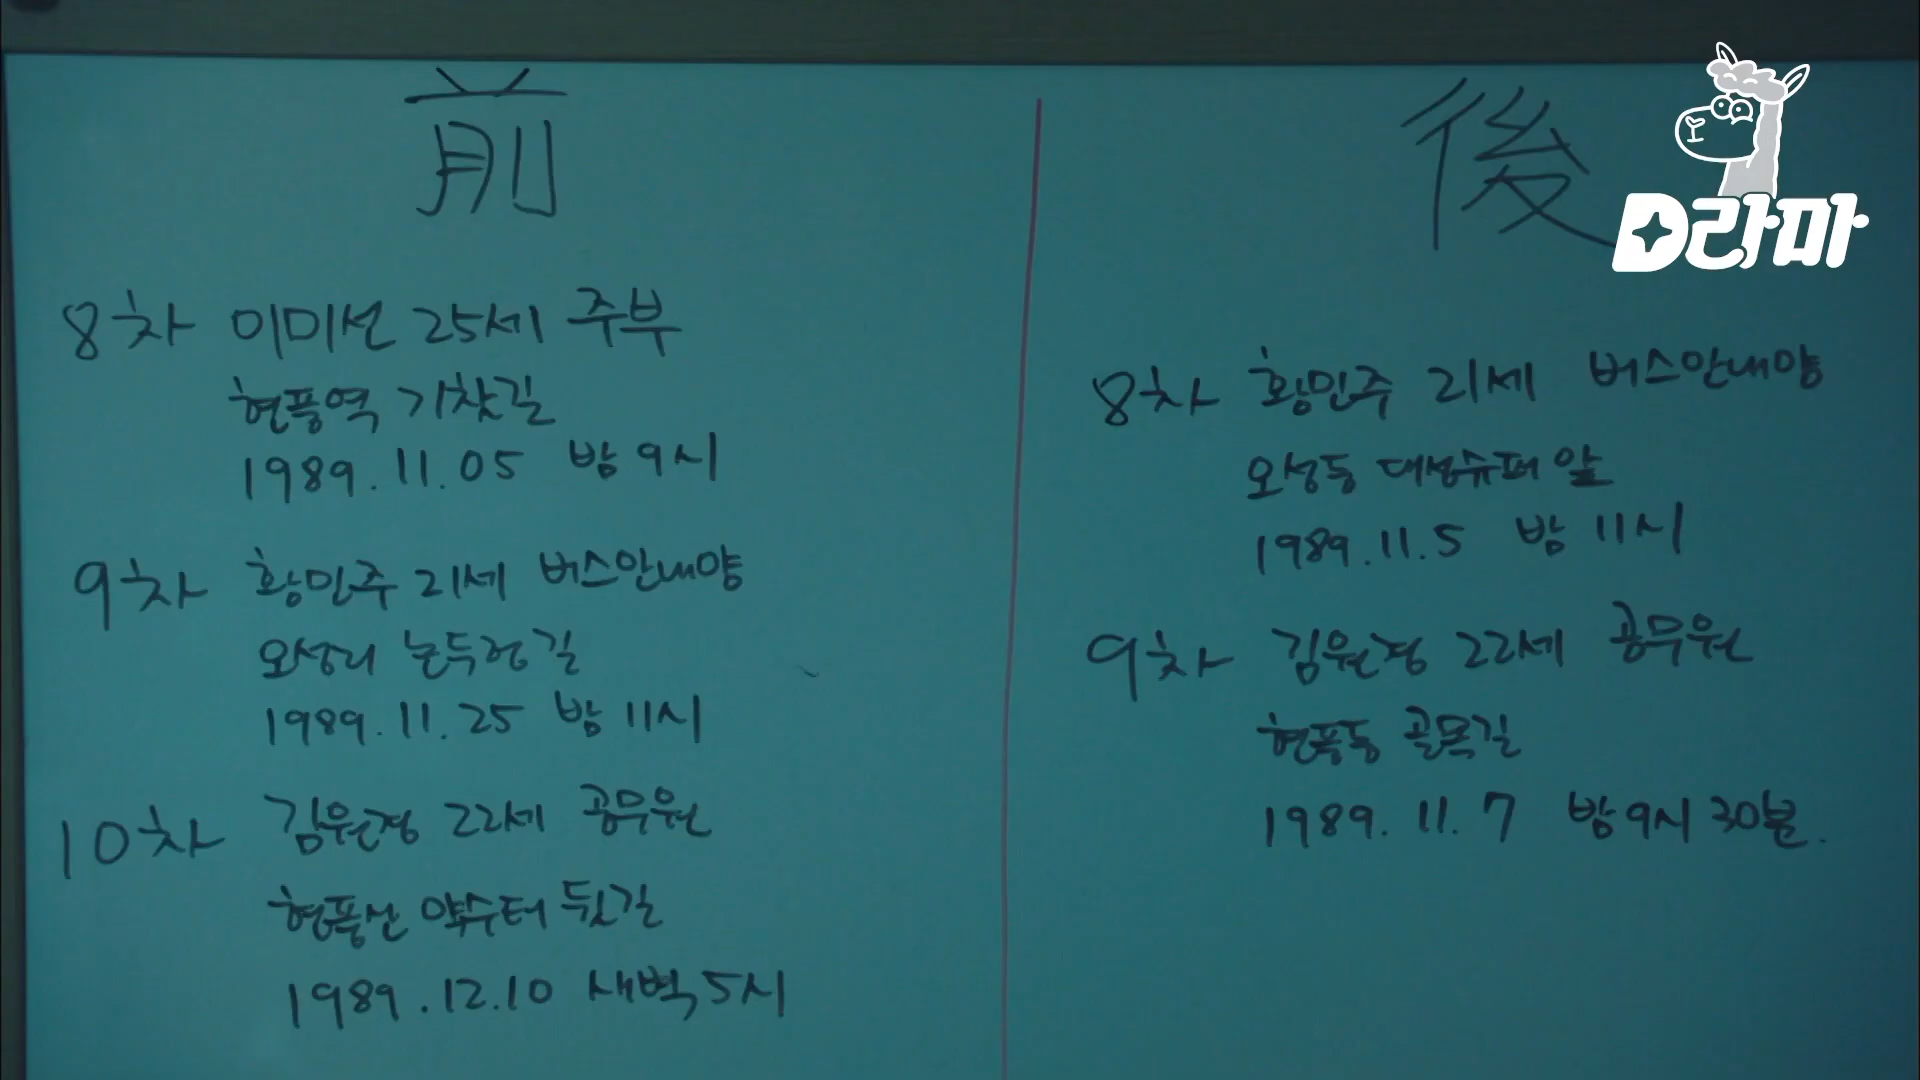 前
8차 이미선 25세 주부
현풍역 기찻길
1989.11.05 밤 9시
9차 황민주 21세 버스안내양
오성리 논두렁길
1989.11.25 밤 11시
10차 김원경 22세 공무원
현풍산 약수터 뒷길
1989.12.10 새벽 5시
後
8차 황민주 21세 버스안내양
오성동 대성슈퍼 앞
1989.11.5 밤 11시
9차 김원경 22세 공무원
현풍동 골목길
1989.11.7 밤 9시 30분.
D라마